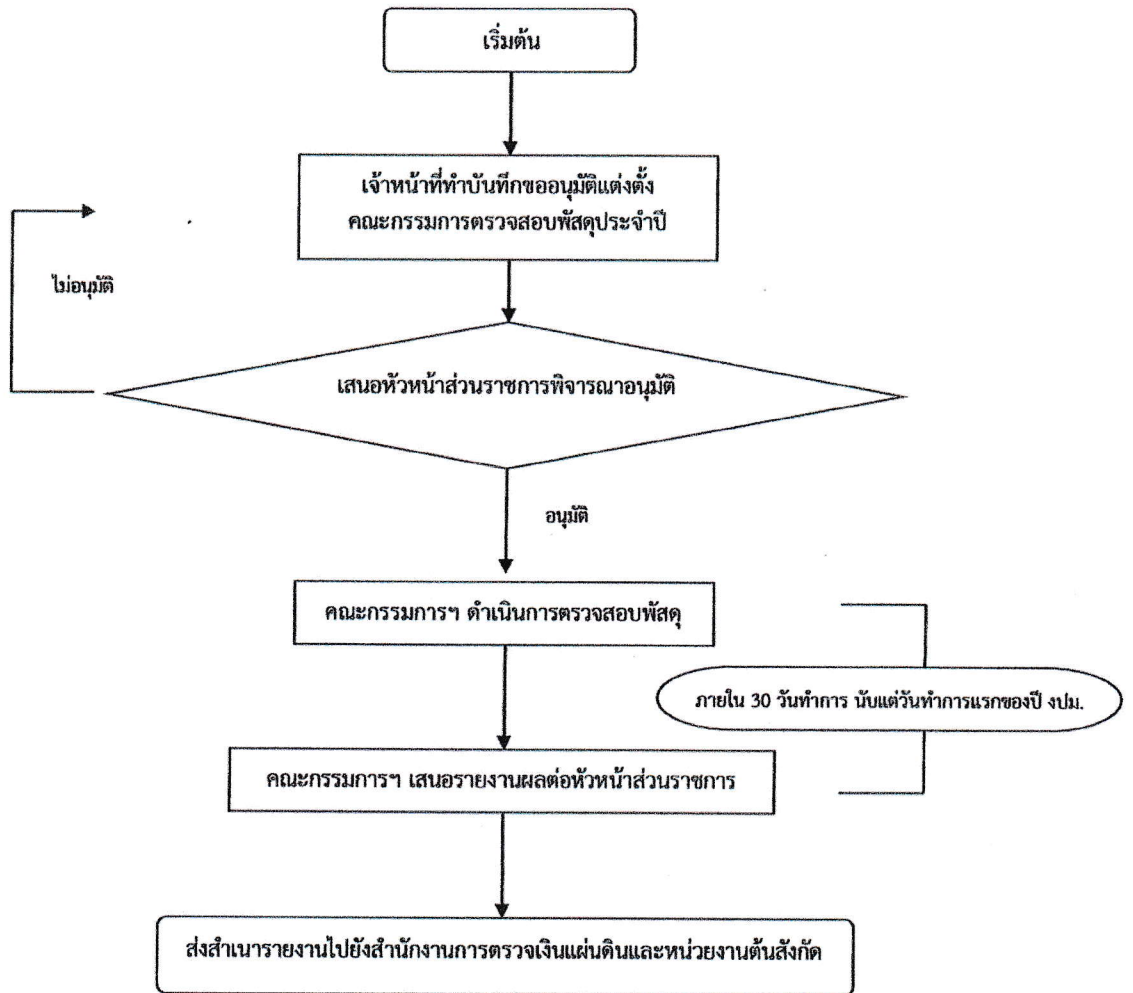 เริ่มต้น
เจ้าหน้าที่ทำบันทึกขออนุมัติแต่งตั้ง
คณะกรรมการตรวจสอบพัสดุประจำปี
ไม่อนุมัติ
เสนอหัวหน้าส่วนราชการพิจารณาอนุมัติ
อนุมัติ
คณะกรรมการฯ ดำเนินการตรวจสอบพัสดุ
ภายใน 30 วันทำการ นับแต่วันทำการแรกของปี งปม.
คณะกรรมการฯ เสนอรายงานผลต่อหัวหน้าส่วนราชการ
ส่งสำเนารายงานไปยังสำนักงานการตรวจเงินแผ่นดินและหน่วยงานต้นสังกัด